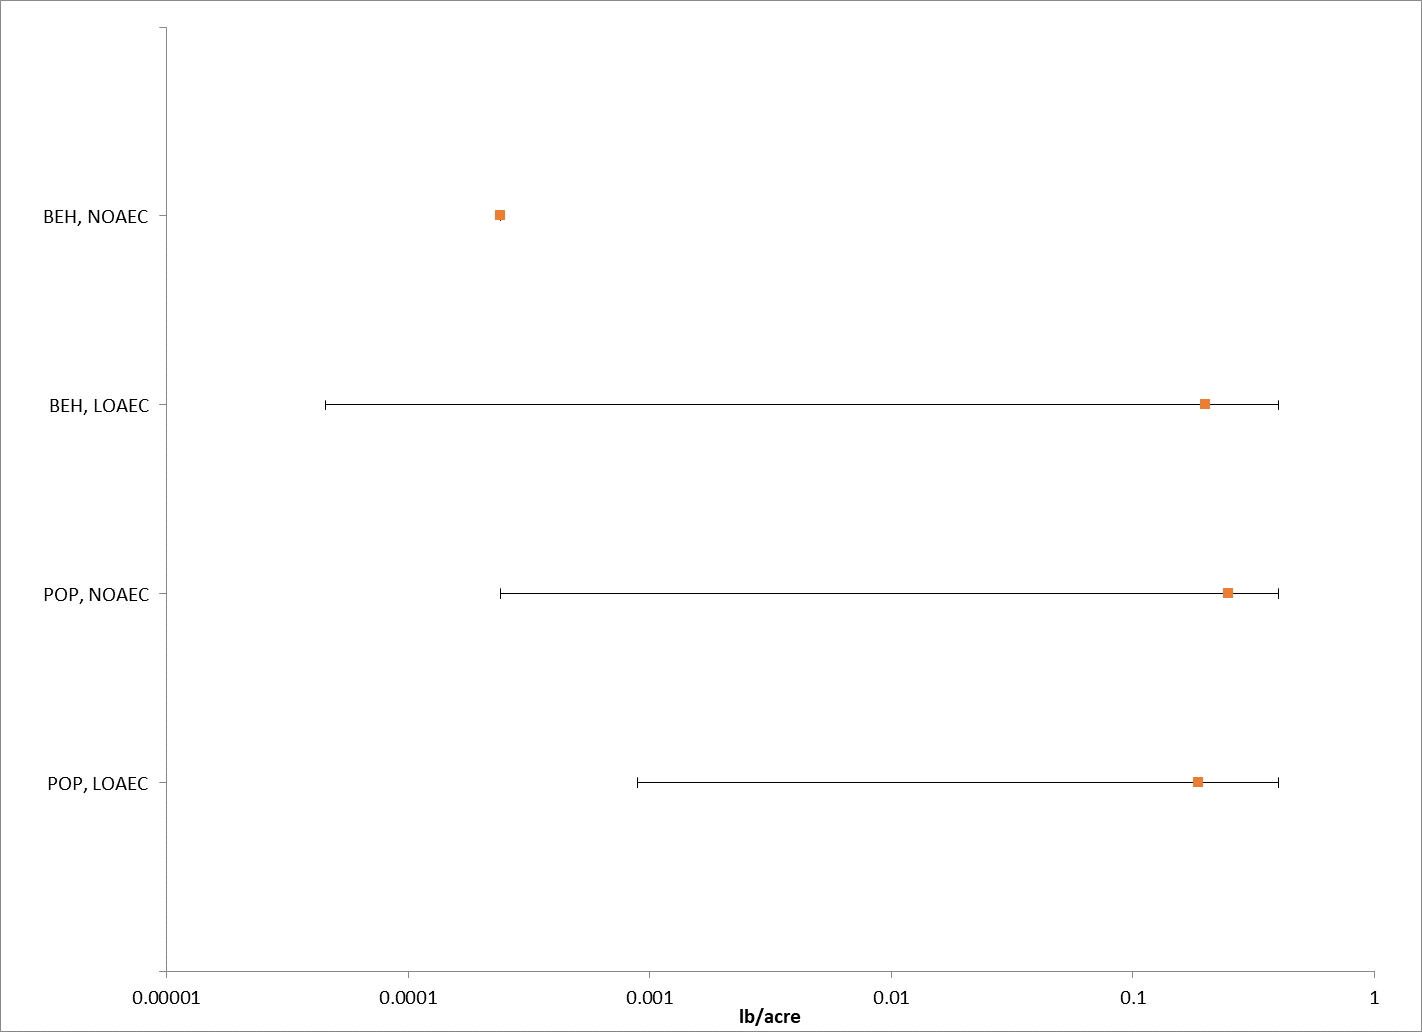 BEH, NOAEC
BEH, LOAEC
POP, NOAEC
POP, LOAEC
0.00001 0.0001 0.001 0.01 0.1 1
lb/acre